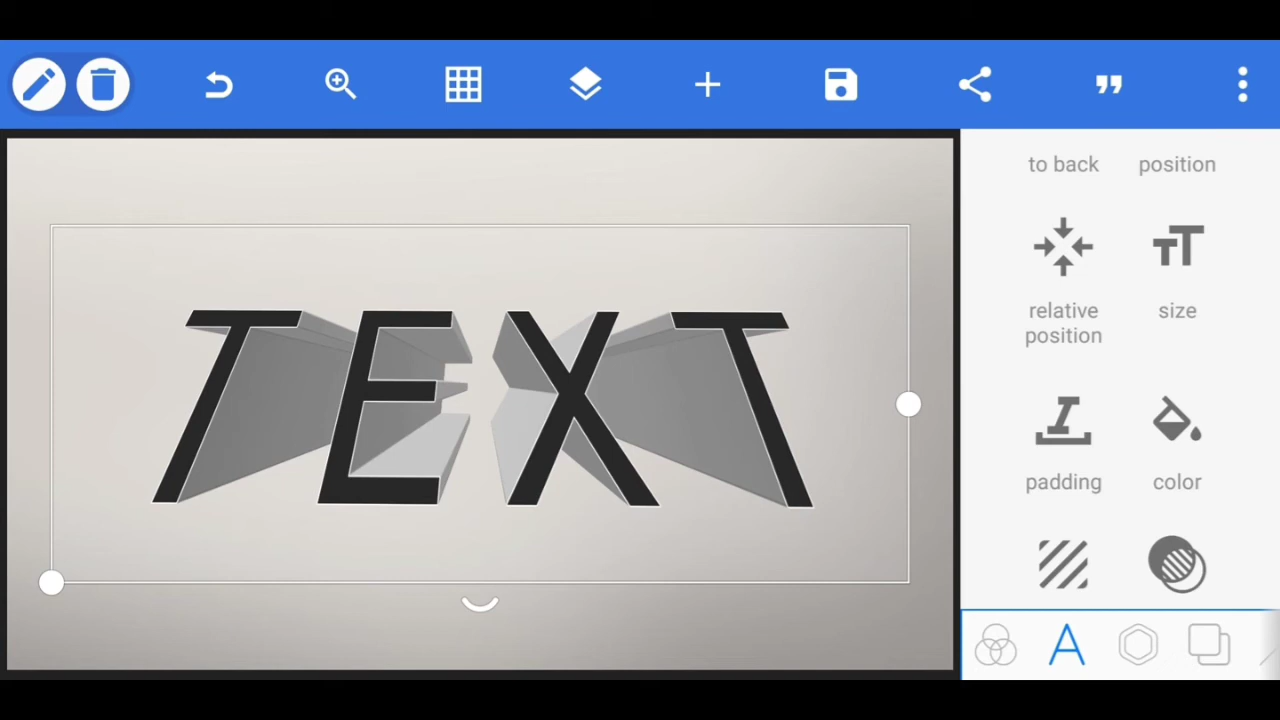 to back
position
TEXT
relative
position
size
padding
color